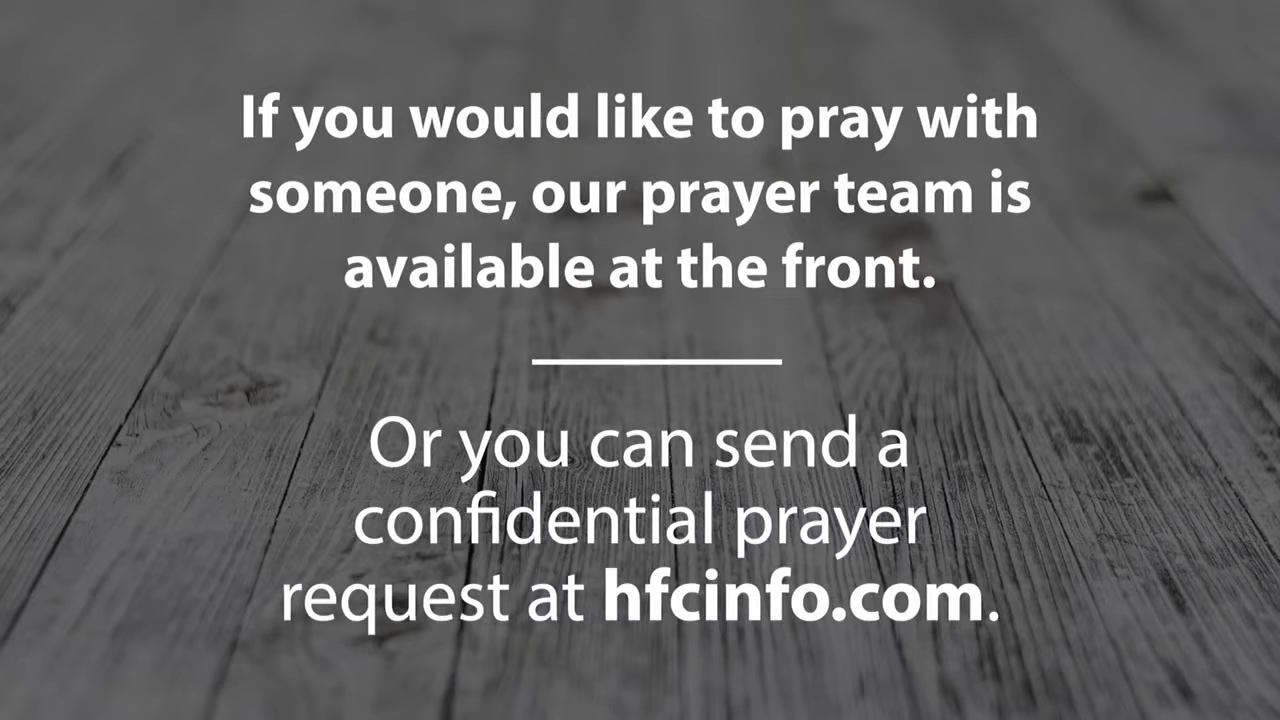 If you would like to pray with
someone, our prayer team is
available at the front.
Or you can send a
confidential prayer
request at hfcinfo.com.